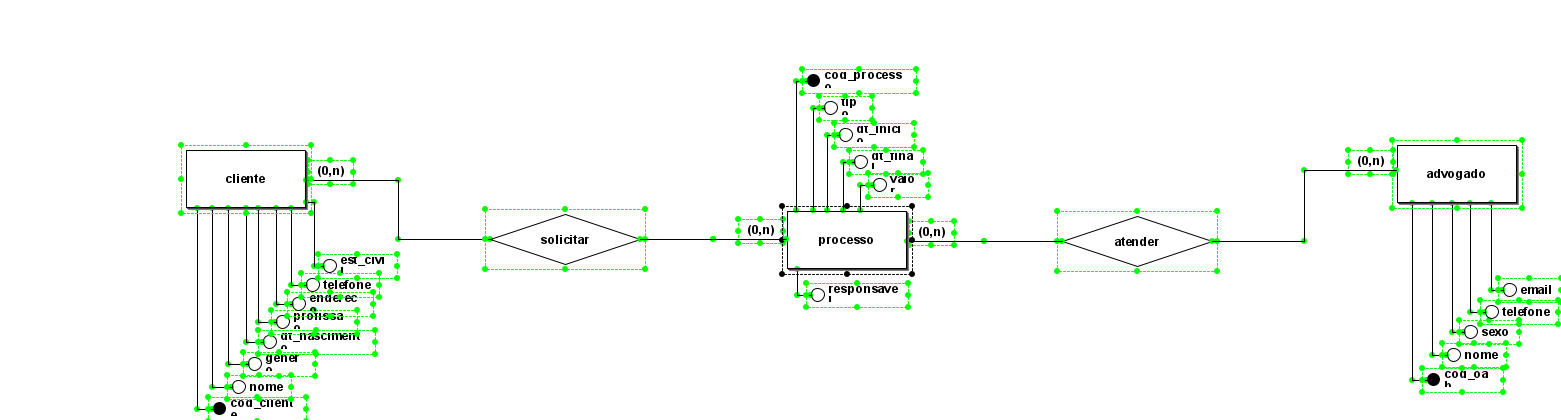 cod_process
o
tip
o
dt_inici
o
dt_fina
l
valo
r
cliente
(0,n)
solicitar
(0,n)
processo
(0,n)
atender
(0,n)
advogado
responsave
l
est_civi
l
telefone
enderec
o
profissa
o
dt_nasciment
o
gener
o
nome
cod_client
e
email
telefone
sexo
nome
cod_oa
b